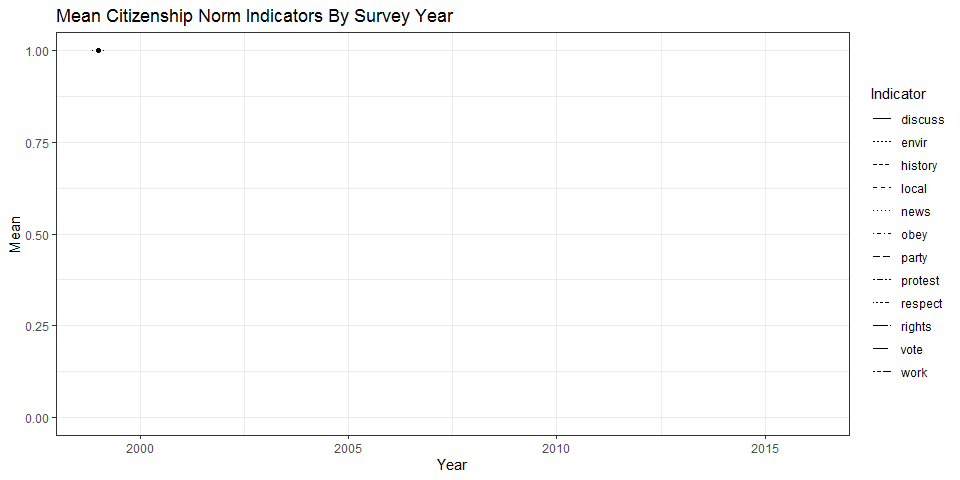 Mean Citizenship Norm Indicators By Survey Year
1.00
0.75
0.50
0.25
0.00
Mean
2000 2005 2010 2015
Year
Indicator
discuss
envir
history
local
news
obey
party
protest
respect
rights
vote
work